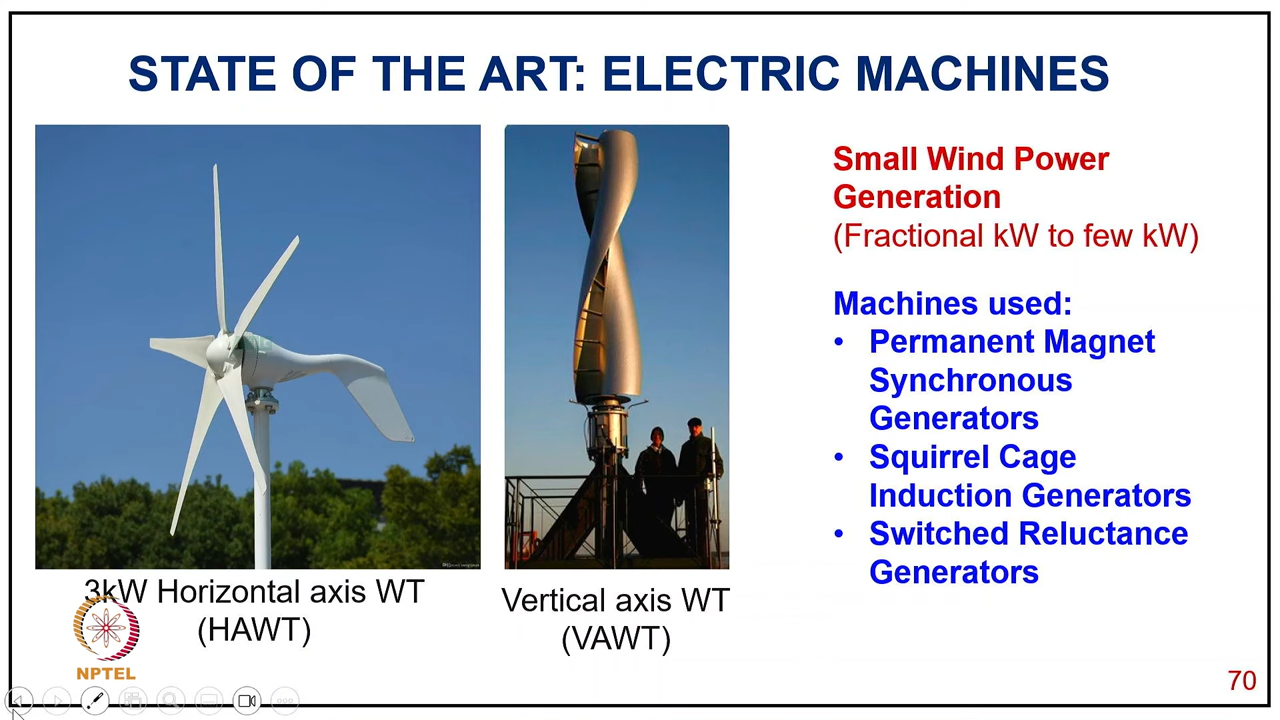 STATE OF THE ART: ELECTRIC MACHINES
Small Wind Power
Generation
(Fractional kW to few kW)
Machines used:
• Permanent Magnet
Synchronous
Generators
• Squirrel Cage
Induction Generators
• Switched Reluctance
Generators
3kW Horizontal axis WT
(HAWT)
Vertical axis WT
(VAWT)
NPTEL
70